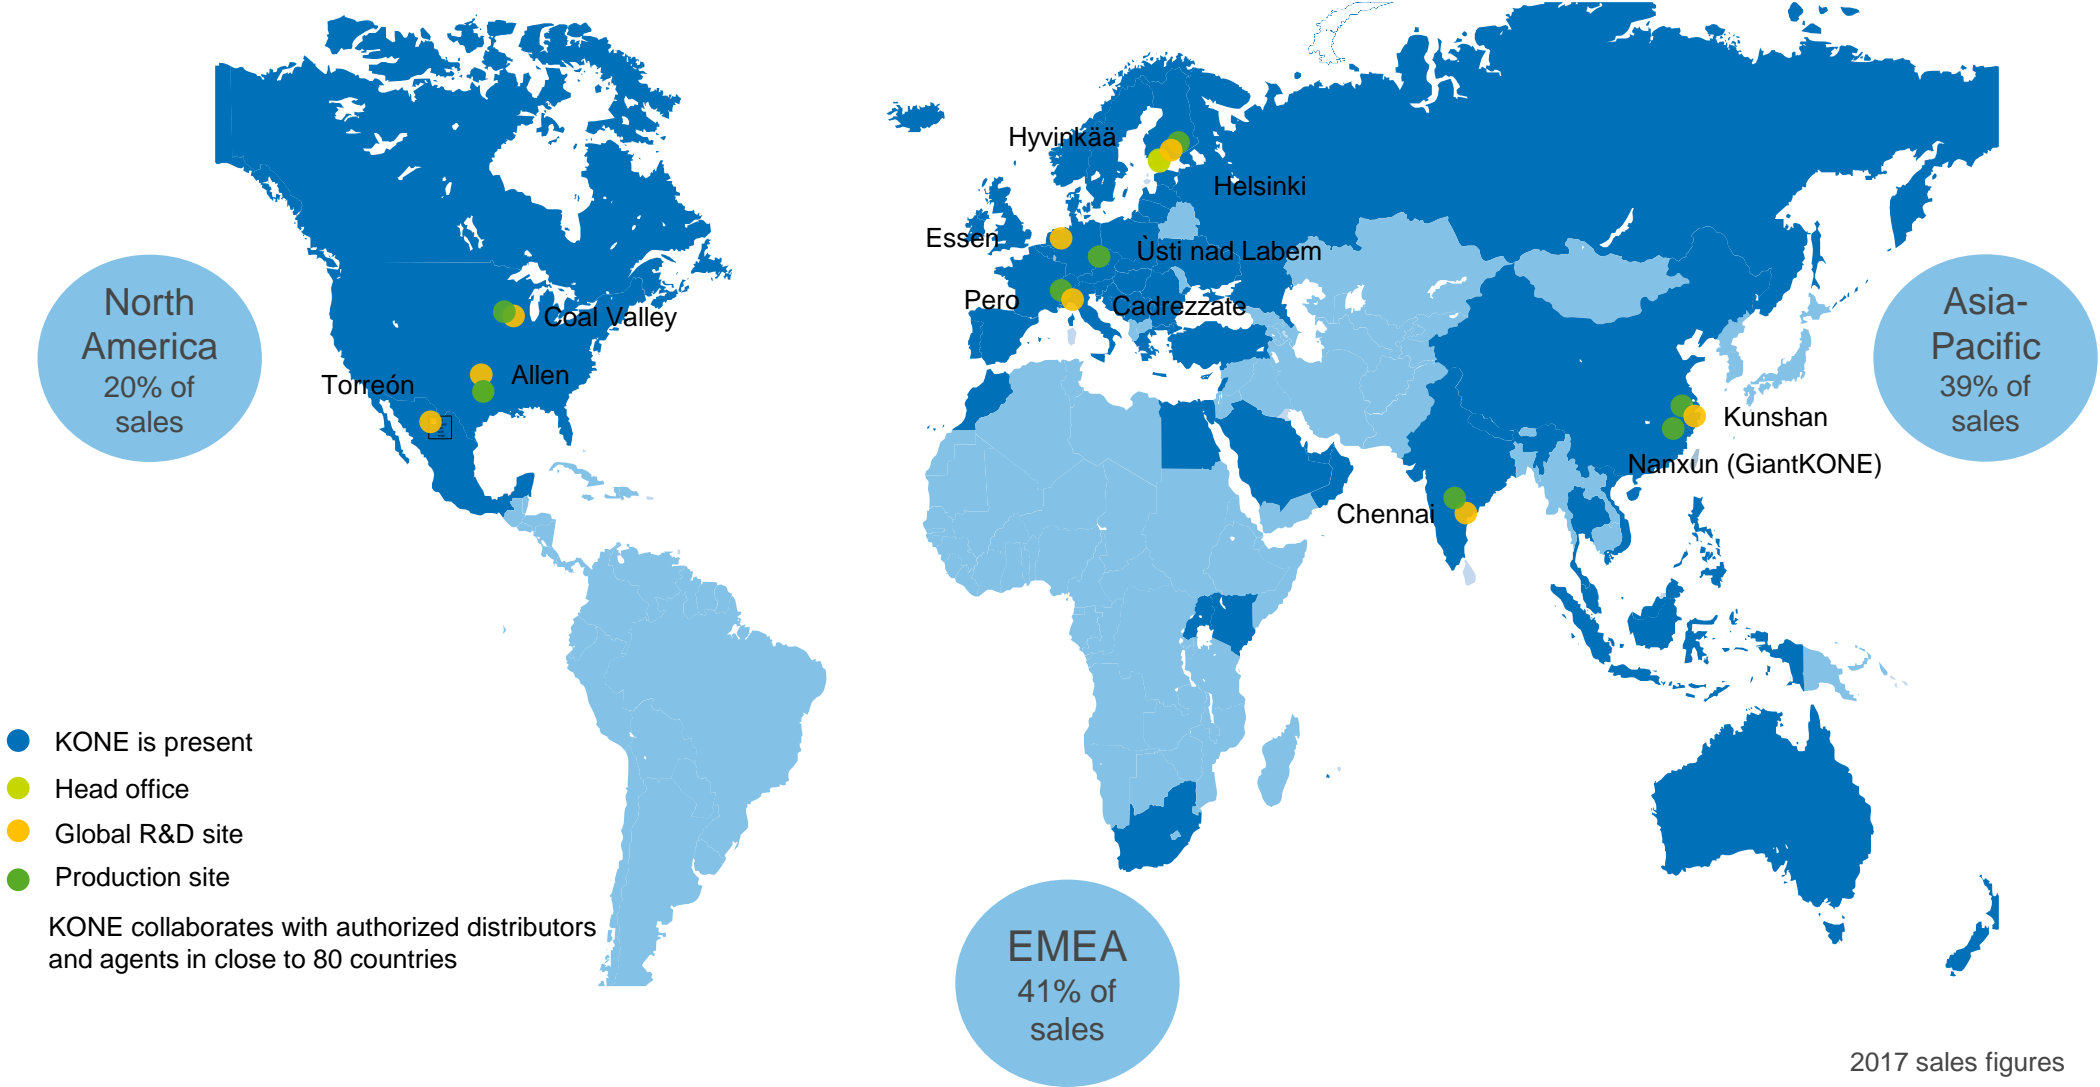 Hyvinkää
Helsinki
Essen
Ùsti nad Labem
Pero
Cadrezzate
North
America
20% of
sales
Coal Valley
Torreón
Allen
Asia-
Pacific
39% of
sales
Kunshan
Nanxun (GiantKONE)
Chennai
KONE is present
Head office
Global R&D site
Production site
KONE collaborates with authorized distributors
and agents in close to 80 countries
EMEA
41% of
sales
2017 sales figures